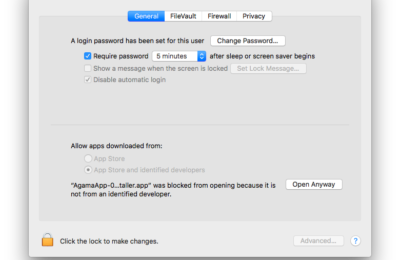 General FileVault Firewall Privacy
A login password has been set for this user Change Password...
Require password 5 minutes after sleep or screen saver begins
Show a message when the screen is locked Set Lock Message...
Disable automatic login
Allow apps downloaded from:
App Store
App Store and identified developers
"AgamaApp-0...taller.app" was blocked from opening because it is Open Anyway
not from an identified developer.
Click the lock to make changes. Advanced... ?